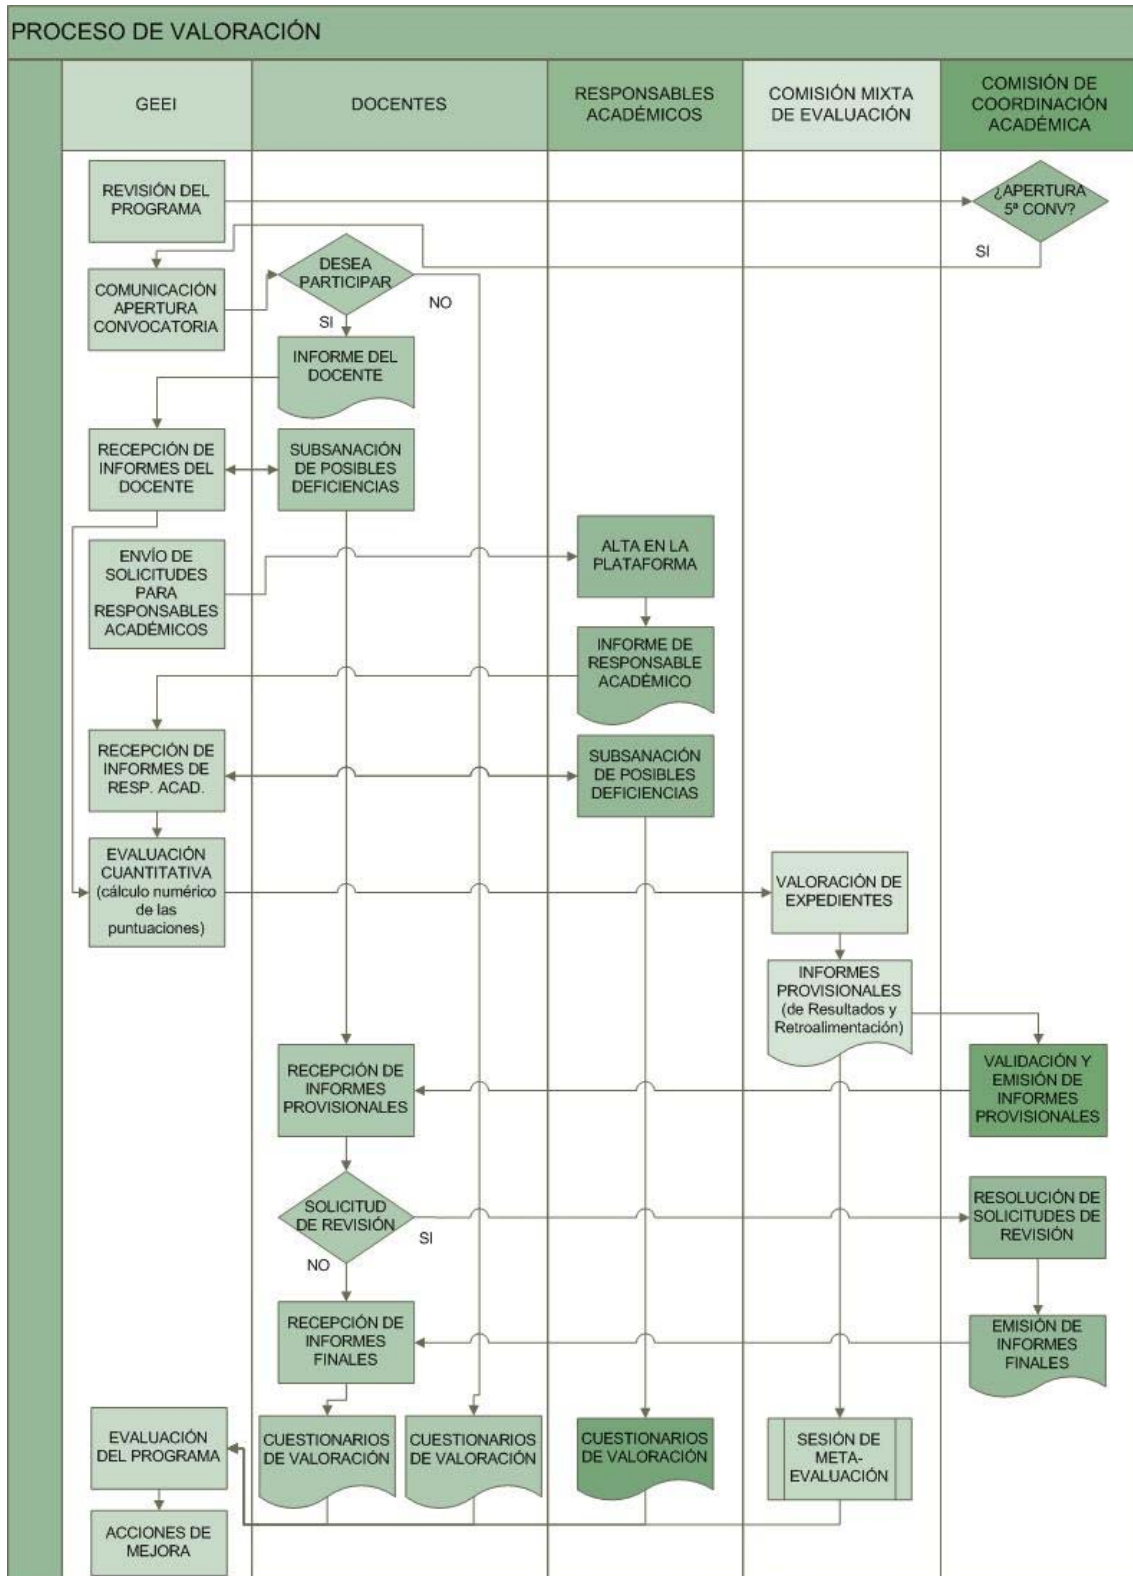 PROCESO DE VALORACIÓN
GEEI
DOCENTES
RESPONSABLES
ACADÉMICOS
COMISIÓN MIXTA
DE EVALUACIÓN
COMISIÓN DE
COORDINACIÓN
ACADÉMICA
REVISIÓN DEL
PROGRAMA
¿APERTURA
5ª CONV?
SI
COMUNICACIÓN
APERTURA
CONVOCATORIA
DESEA
PARTICIPAR
NO
SI
INFORME DEL
DOCENTE
RECEPCIÓN DE
INFORMES DEL
DOCENTE
SUBSANACIÓN
DE POSIBLES
DEFICIENCIAS
ENVÍO DE
SOLICITUDES
PARA
RESPONSABLES
ACADÉMICOS
ALTA EN LA
PLATAFORMA
INFORME DE
RESPONSABLE
ACADÉMICO
RECEPCIÓN DE
INFORMES DE
RESP. ACAD.
SUBSANACIÓN
DE POSIBLES
DEFICIENCIAS
EVALUACIÓN
CUANTITATIVA
(cálculo numérico
de las
puntuaciones)
VALORACIÓN DE
EXPEDIENTES
INFORMES
PROVISIONALES
(de Resultados y
Retroalimentación)
RECEPCIÓN DE
INFORMES
PROVISIONALES
VALIDACIÓN Y
EMISIÓN DE
INFORMES
PROVISIONALES
SOLICITUD
DE REVISIÓN
SI
NO
RESOLUCIÓN DE
SOLICITUDES DE
REVISIÓN
RECEPCIÓN DE
INFORMES
FINALES
EMISIÓN DE
INFORMES
FINALES
EVALUACIÓN
DEL PROGRAMA
CUESTIONARIOS
DE VALORACIÓN
CUESTIONARIOS
DE VALORACIÓN
CUESTIONARIOS
DE VALORACIÓN
SESIÓN DE
META-
EVALUACIÓN
ACCIONES DE
MEJORA